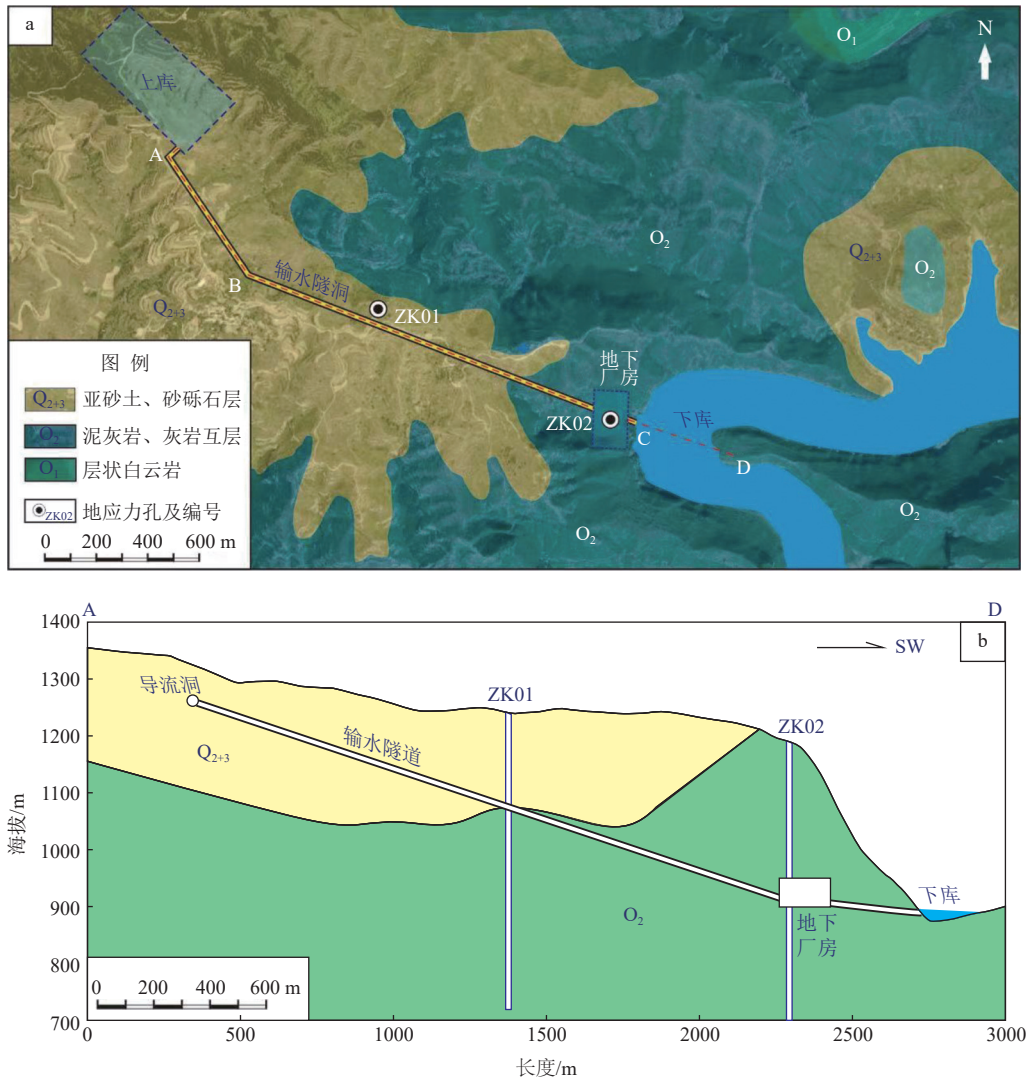 a
N
O₁
上库
A
B
输水隧洞
ZK01
Q₂₊₃
O₂
Q₂₊₃
O₂
地下
厂房
ZK02
C
下库
D
O₂
O₂
图 例
Q₂₊₃ 亚砂土、砂砾石层
O₂ 泥灰岩、灰岩互层
O₁ 层状白云岩
ZK02 地应力孔及编号
0 200 400 600 m
A
D
b
SW
1400
1300
1200
1100
1000
900
800
700
海拔/m
导流洞
ZK01
ZK02
输水隧道
Q₂₊₃
O₂
下库
地下
厂房
0 200 400 600 m
0 500 1000 1500 2000 2500 3000
长度/m